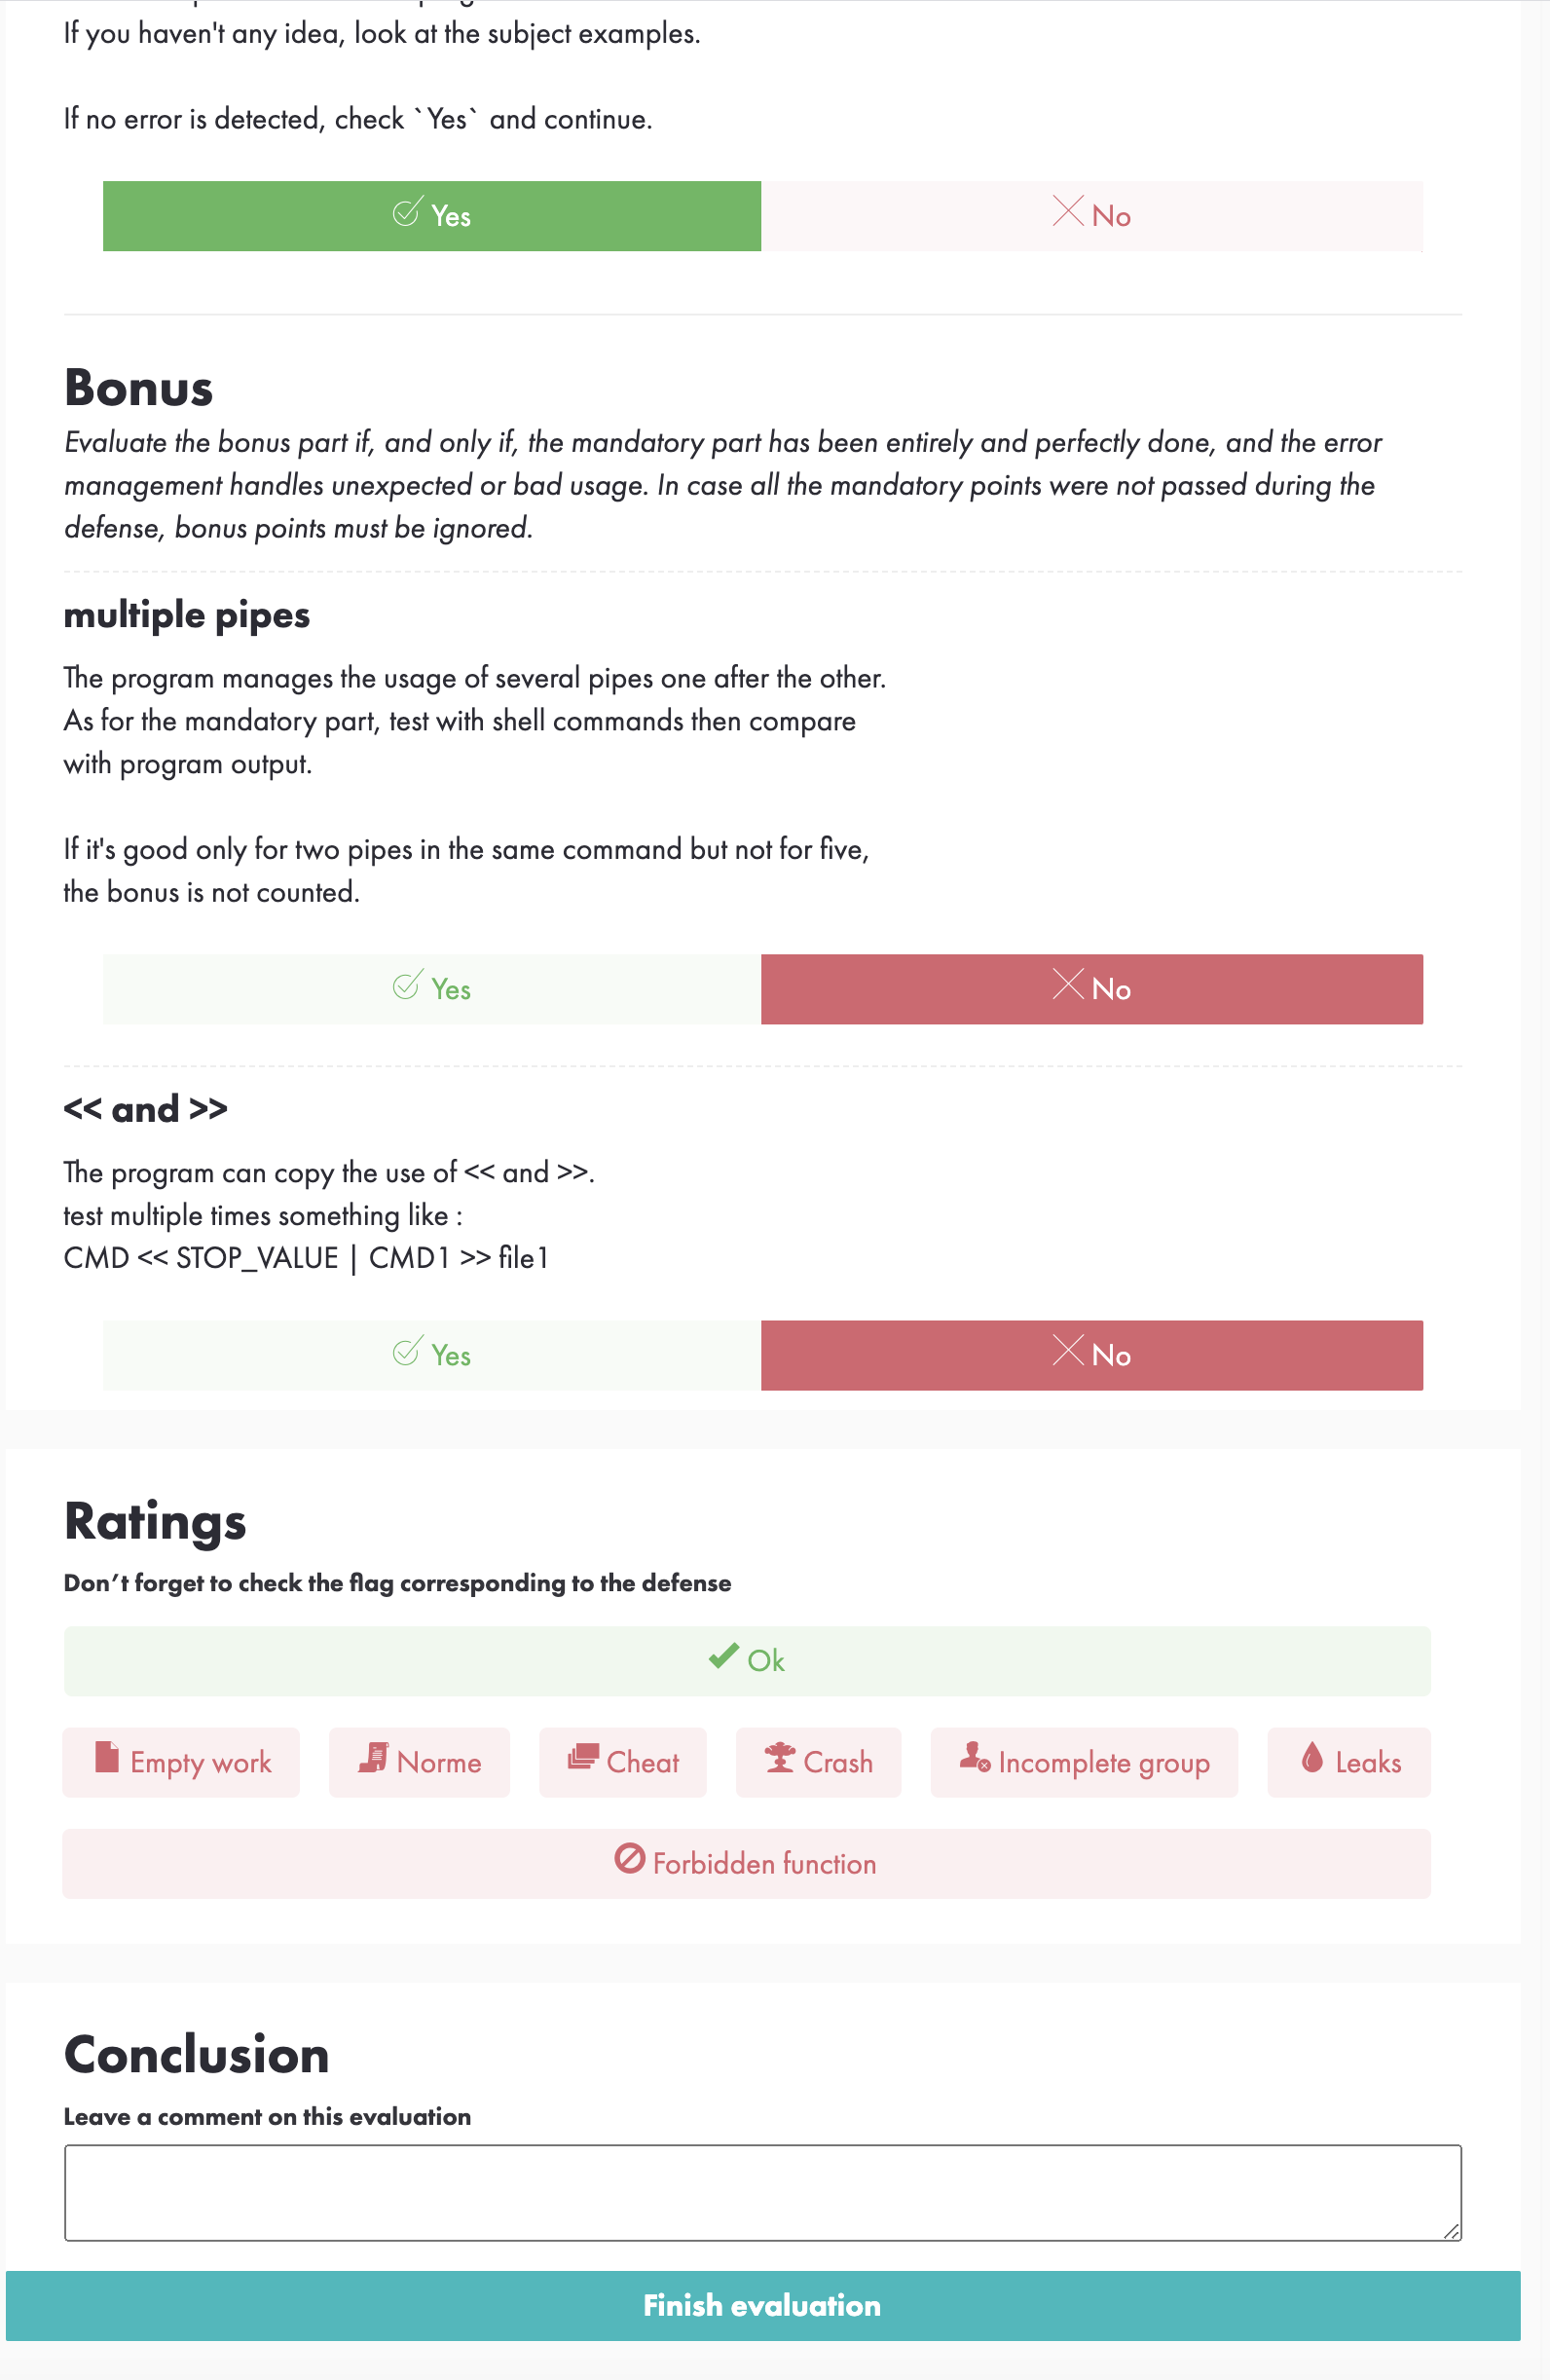 If you haven't any idea, look at the subject examples.
If no error is detected, check `Yes` and continue.
Yes
No
Bonus
Evaluate the bonus part if, and only if, the mandatory part has been entirely and perfectly done, and the error
management handles unexpected or bad usage. In case all the mandatory points were not passed during the
defense, bonus points must be ignored.
multiple pipes
The program manages the usage of several pipes one after the other.
As for the mandatory part, test with shell commands then compare
with program output.
If it's good only for two pipes in the same command but not for five,
the bonus is not counted.
Yes
No
<< and >>
The program can copy the use of << and >>.
test multiple times something like :
CMD << STOP_VALUE | CMD1 >> file1
Yes
No
Ratings
Don’t forget to check the flag corresponding to the defense
Ok
Empty work
Norme
Cheat
Crash
Incomplete group
Leaks
Forbidden function
Conclusion
Leave a comment on this evaluation
Finish evaluation